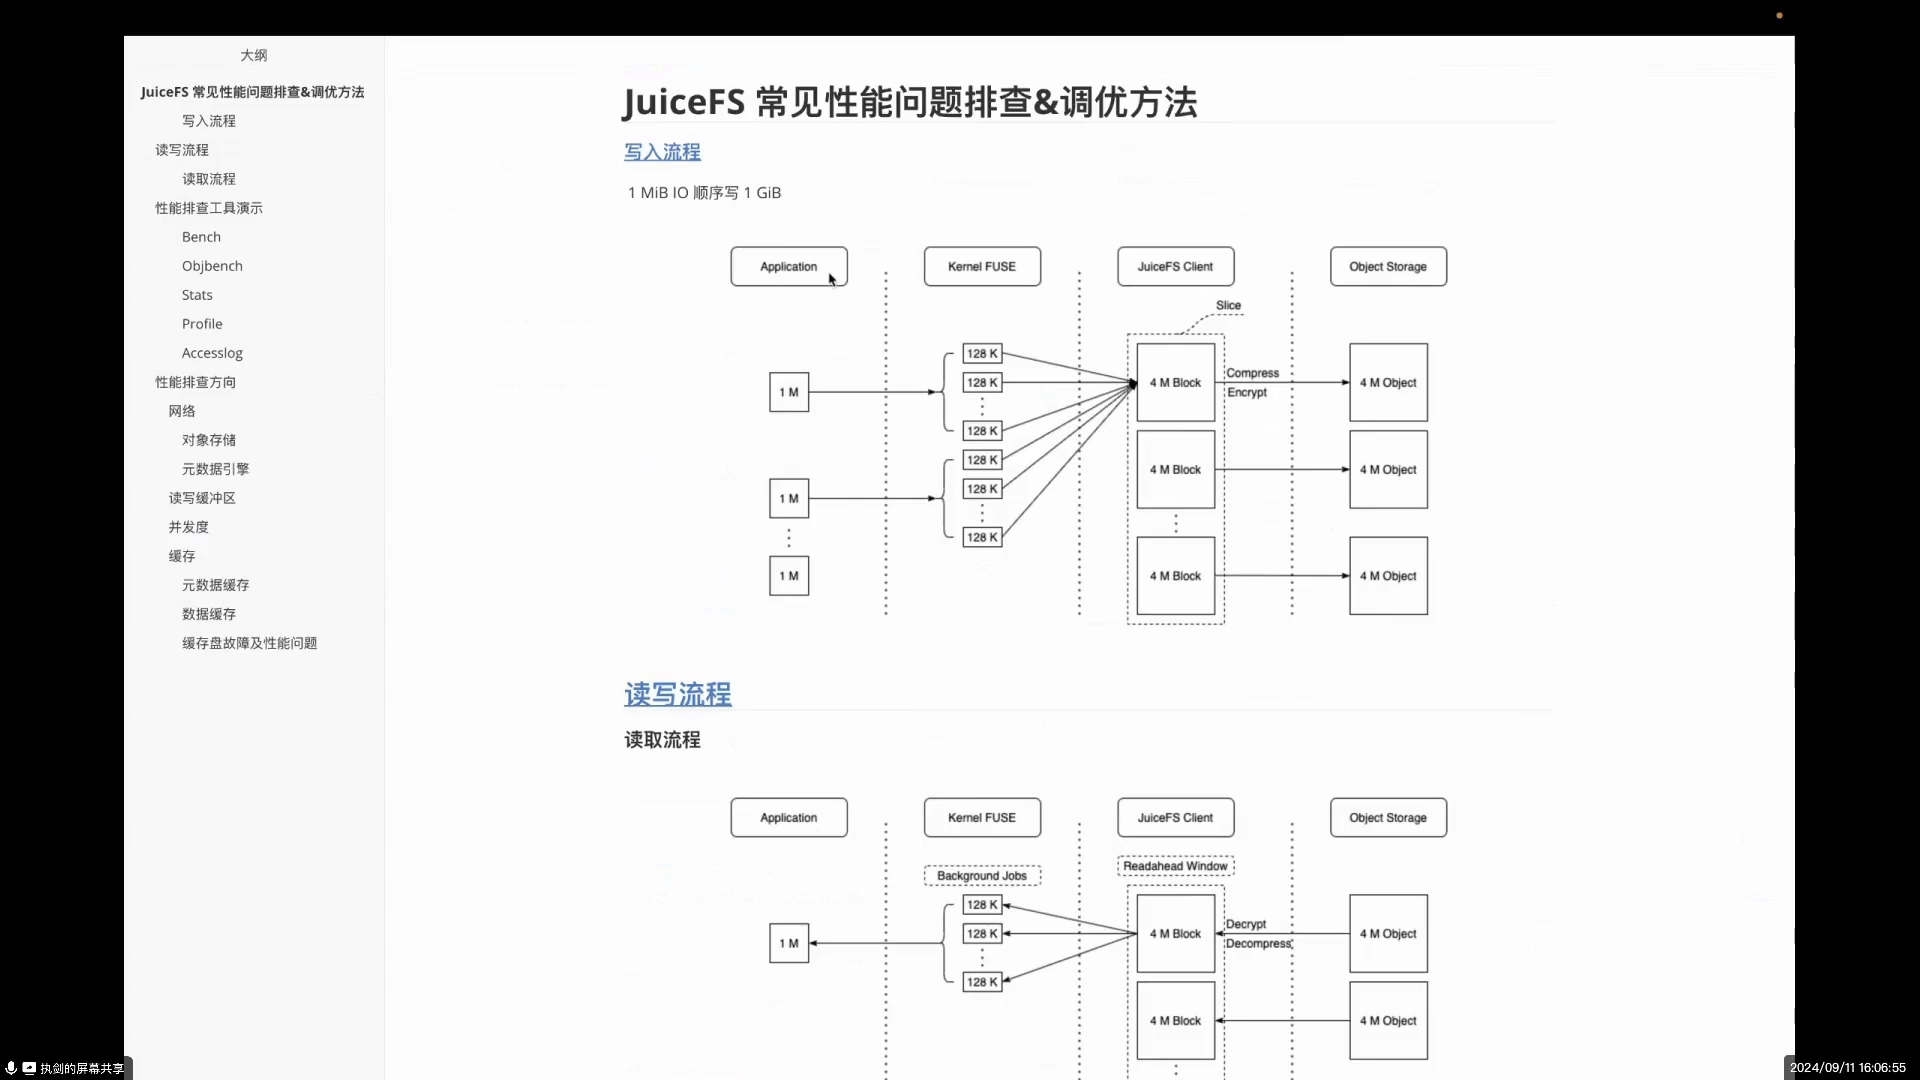 大纲
JuiceFS 常见性能问题排查&调优方法
写入流程
读写流程
读取流程
性能排查工具演示
Bench
Objbench
Stats
Profile
Accesslog
性能排查方向
网络
对象存储
元数据引擎
读写缓冲区
并发度
缓存
元数据缓存
数据缓存
缓存盘故障及性能问题
JuiceFS 常见性能问题排查&调优方法
写入流程
1 MiB IO 顺序写 1 GiB
Application
Kernel FUSE
JuiceFS Client
Object Storage
Slice
128 K
128 K
128 K
128 K
128 K
128 K
1 M
1 M
1 M
4 M Block
4 M Block
4 M Block
Compress
Encrypt
4 M Object
4 M Object
4 M Object
读写流程
读取流程
Application
Kernel FUSE
JuiceFS Client
Object Storage
Background Jobs
Readahead Window
128 K
128 K
128 K
1 M
4 M Block
4 M Block
Decrypt
Decompress
4 M Object
4 M Object
执剑的屏幕共享
2024/09/11 16:06:55